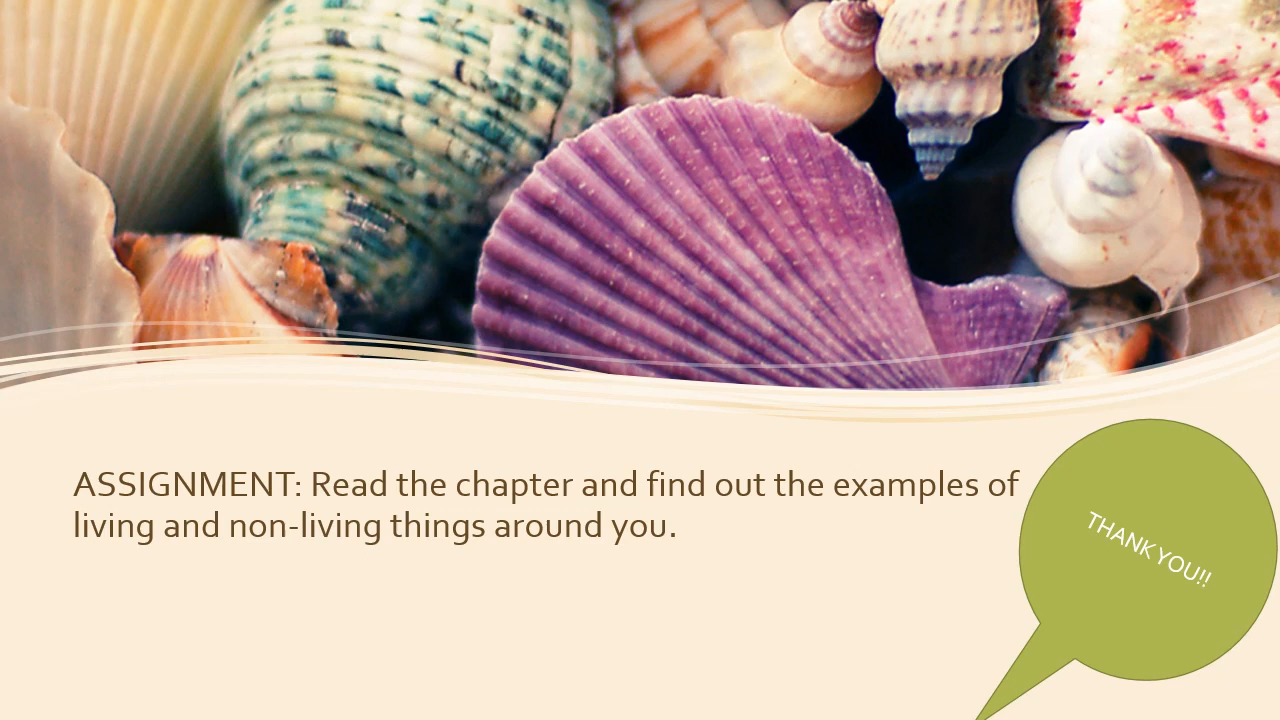 ASSIGNMENT: Read the chapter and find out the examples of
living and non-living things around you.
THANK YOU!!